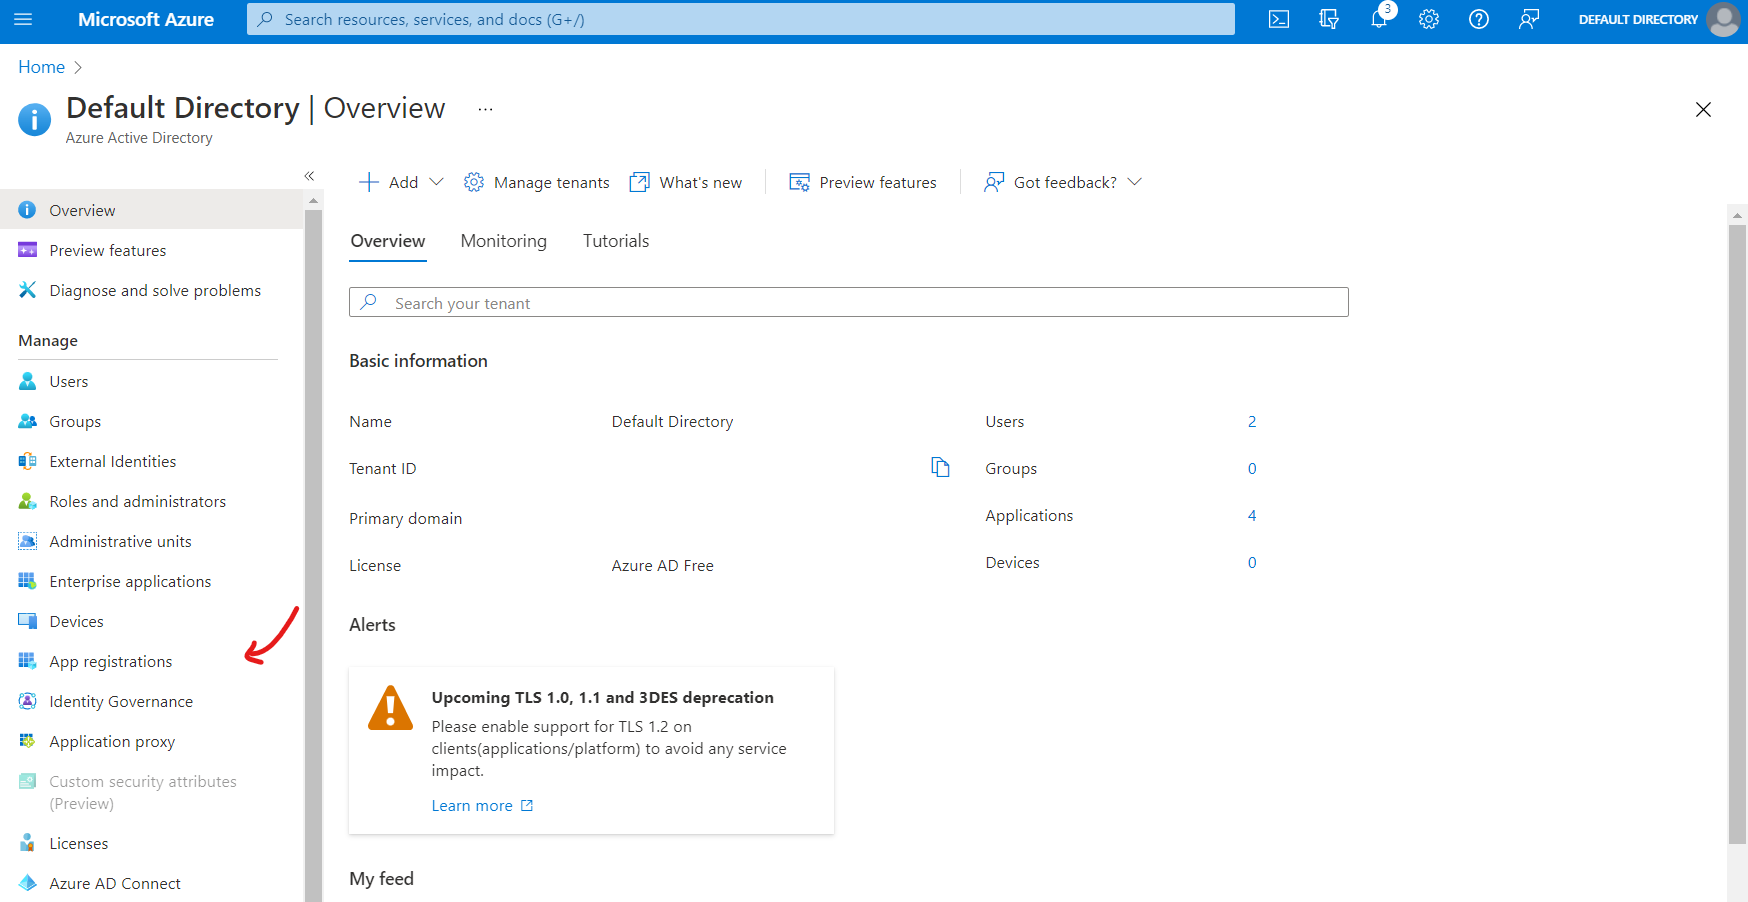 Microsoft Azure
Search resources, services, and docs (G+/)
3
DEFAULT DIRECTORY
Home
Default Directory | Overview
Azure Active Directory
Add
Manage tenants
What's new
Preview features
Got feedback?
Overview
Preview features
Diagnose and solve problems
Manage
Users
Groups
External Identities
Roles and administrators
Administrative units
Enterprise applications
Devices
App registrations
Identity Governance
Application proxy
Custom security attributes
(Preview)
Licenses
Azure AD Connect
Overview
Monitoring
Tutorials
Search your tenant
Basic information
Name
Default Directory
Users
2
Tenant ID
Groups
0
Primary domain
Applications
4
License
Azure AD Free
Devices
0
Alerts
Upcoming TLS 1.0, 1.1 and 3DES deprecation
Please enable support for TLS 1.2 on
clients(applications/platform) to avoid any service
impact.
Learn more
My feed